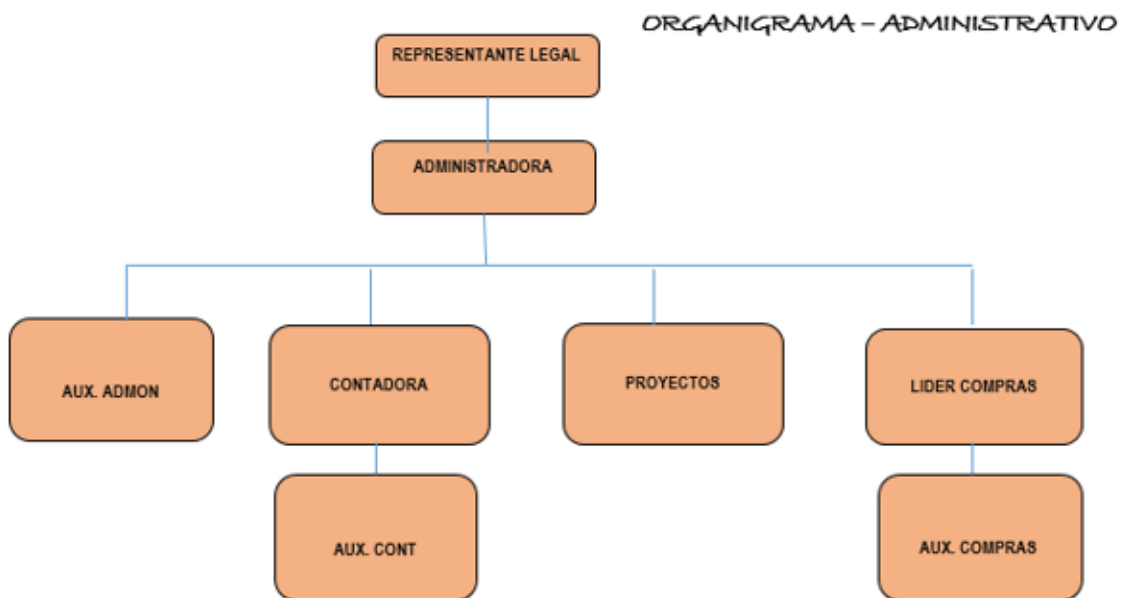 ORGANIGRAMA – ADMINISTRATIVO
REPRESENTANTE LEGAL
ADMINISTRADORA
AUX. ADMON
CONTADORA
PROYECTOS
LIDER COMPRAS
AUX. CONT
AUX. COMPRAS